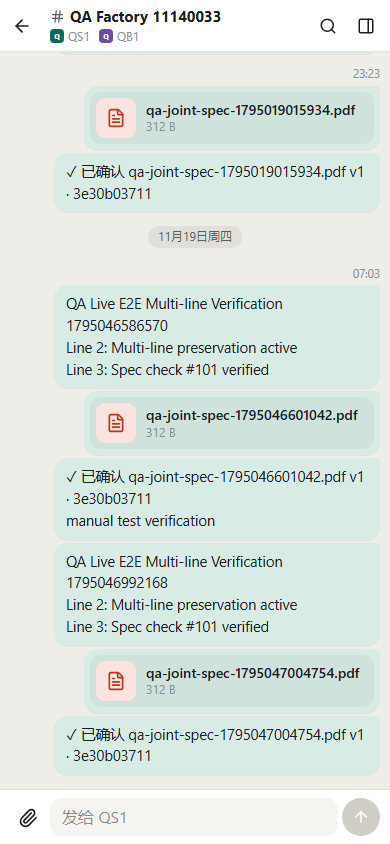 # QA Factory 11140033
Q QS1 Q QB1
23:23
qa-joint-spec-1795019015934.pdf
312 B
✓ 已确认 qa-joint-spec-1795019015934.pdf v1
· 3e30b03711
11月19日周四
07:03
QA Live E2E Multi-line Verification
1795046586570
Line 2: Multi-line preservation active
Line 3: Spec check #101 verified
qa-joint-spec-1795046601042.pdf
312 B
✓ 已确认 qa-joint-spec-1795046601042.pdf v1
· 3e30b03711
manual test verification
QA Live E2E Multi-line Verification
1795046992168
Line 2: Multi-line preservation active
Line 3: Spec check #101 verified
qa-joint-spec-1795047004754.pdf
312 B
✓ 已确认 qa-joint-spec-1795047004754.pdf v1
· 3e30b03711
发给 QS1